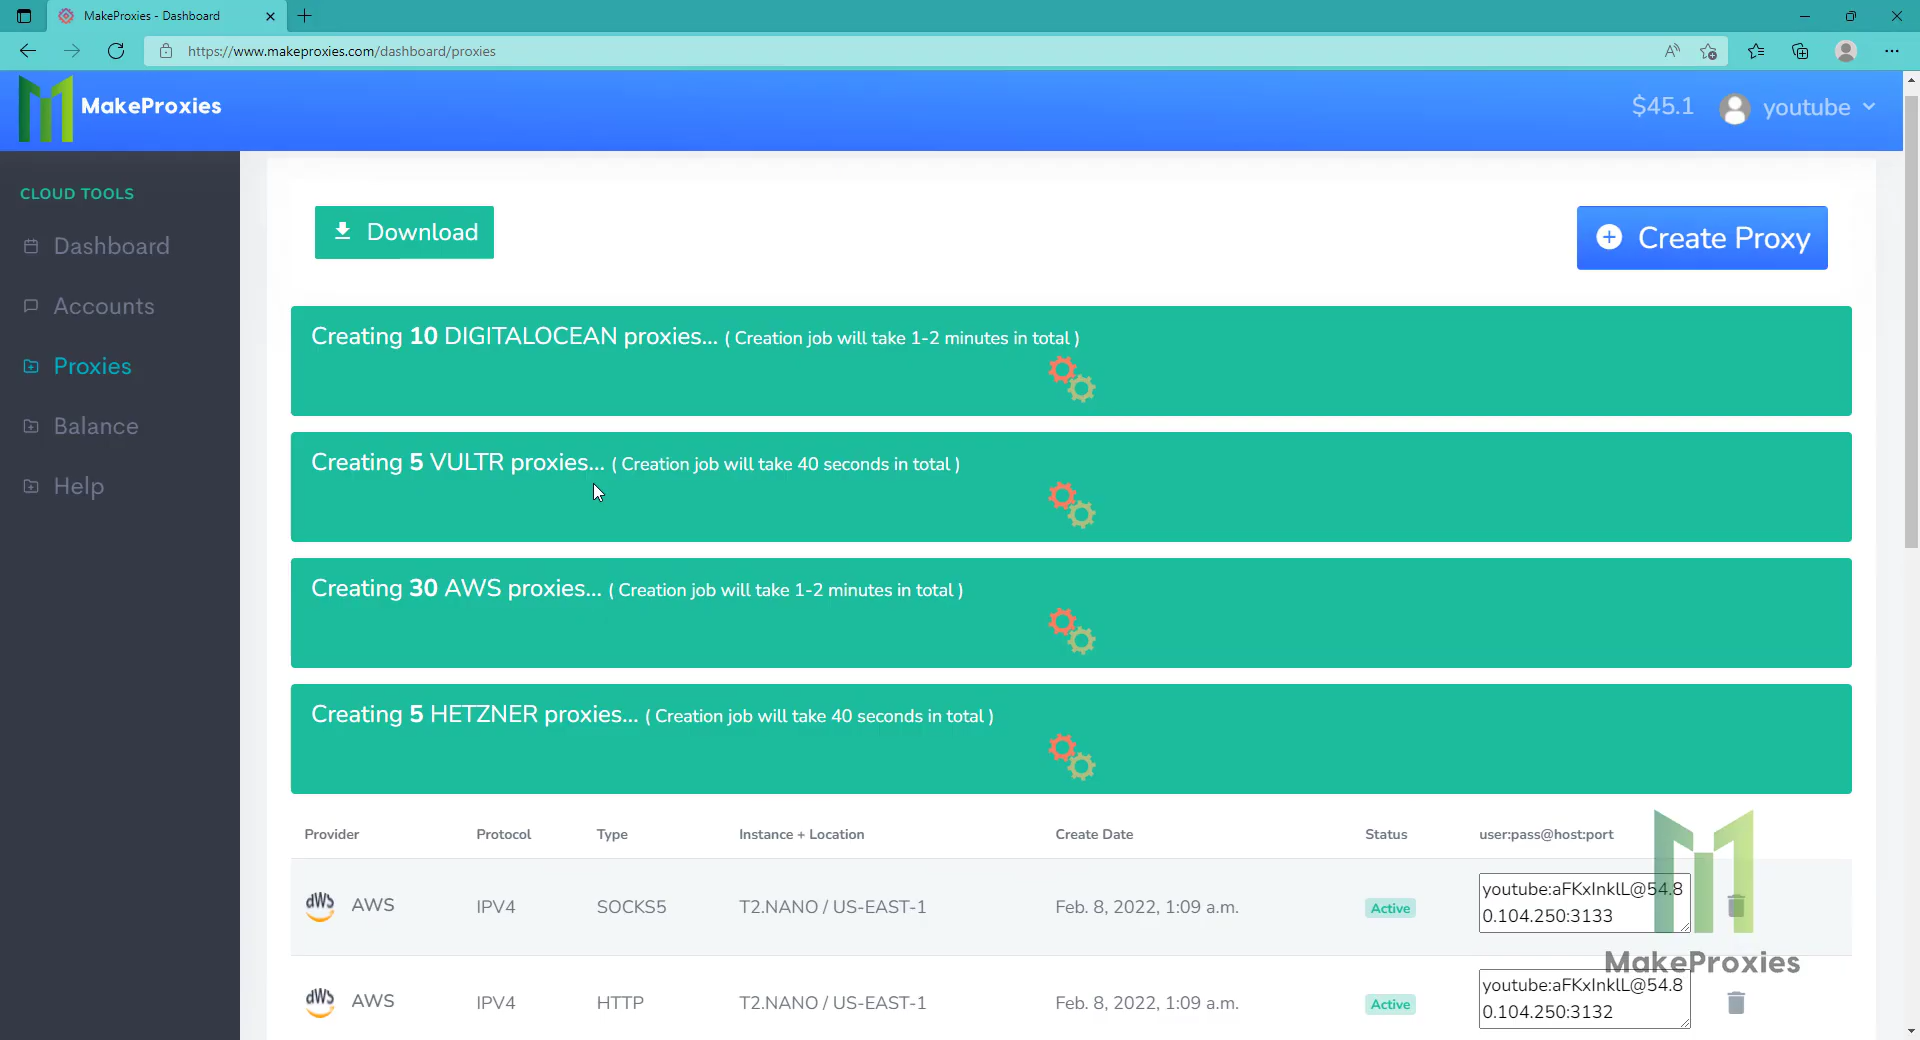 MakeProxies - Dashboard
https://www.makeproxies.com/dashboard/proxies
MakeProxies
$45.1
youtube
CLOUD TOOLS
Dashboard
Accounts
Proxies
Balance
Help
Download
Create Proxy
Creating 10 DIGITALOCEAN proxies... ( Creation job will take 1-2 minutes in total )
Creating 5 VULTR proxies... ( Creation job will take 40 seconds in total )
Creating 30 AWS proxies... ( Creation job will take 1-2 minutes in total )
Creating 5 HETZNER proxies... ( Creation job will take 40 seconds in total )
Provider Protocol Type Instance + Location Create Date Status user:pass@host:port
aws AWS IPV4 SOCKS5 T2.NANO / US-EAST-1 Feb. 8, 2022, 1:09 a.m. Active youtube:aFKxInklL@54.8
0.104.250:3133
MakeProxies
aws AWS IPV4 HTTP T2.NANO / US-EAST-1 Feb. 8, 2022, 1:09 a.m. Active youtube:aFKxInklL@54.8
0.104.250:3132